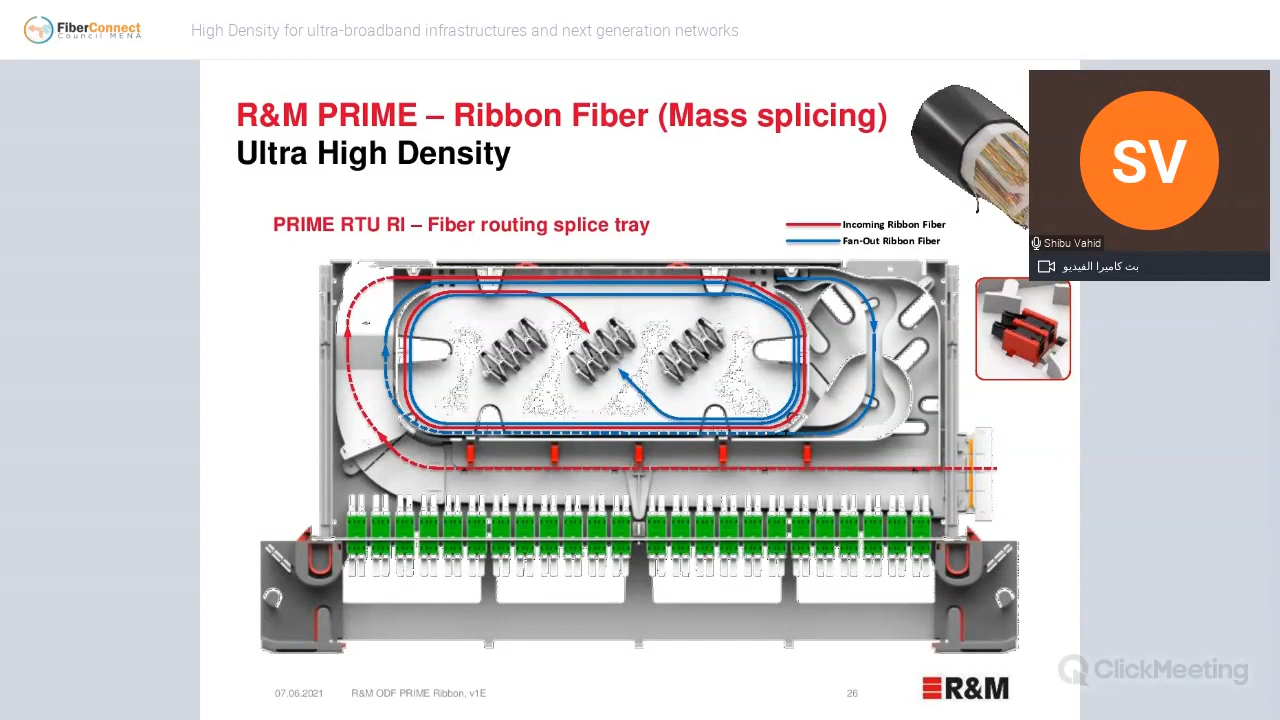 FiberConnect
Council MENA
High Density for ultra-broadband infrastructures and next generation networks
R&M PRIME – Ribbon Fiber (Mass splicing)
Ultra High Density
SV
Shibu Vahid
بث كاميرا الفيديو
PRIME RTU RI – Fiber routing splice tray
Incoming Ribbon Fiber
Fan-Out Ribbon Fiber
07.06.2021
R&M ODF PRIME Ribbon, v1E
26
R&M
ClickMeeting